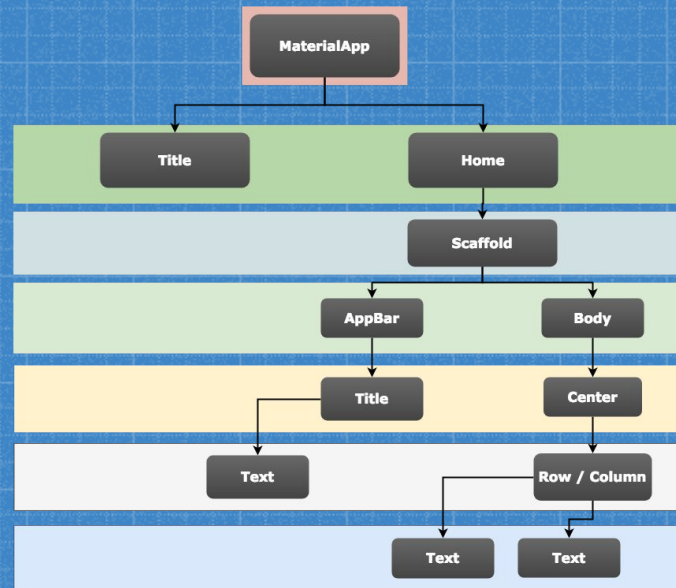 MaterialApp
Title
Home
Scaffold
AppBar
Body
Title
Center
Text
Row / Column
Text
Text